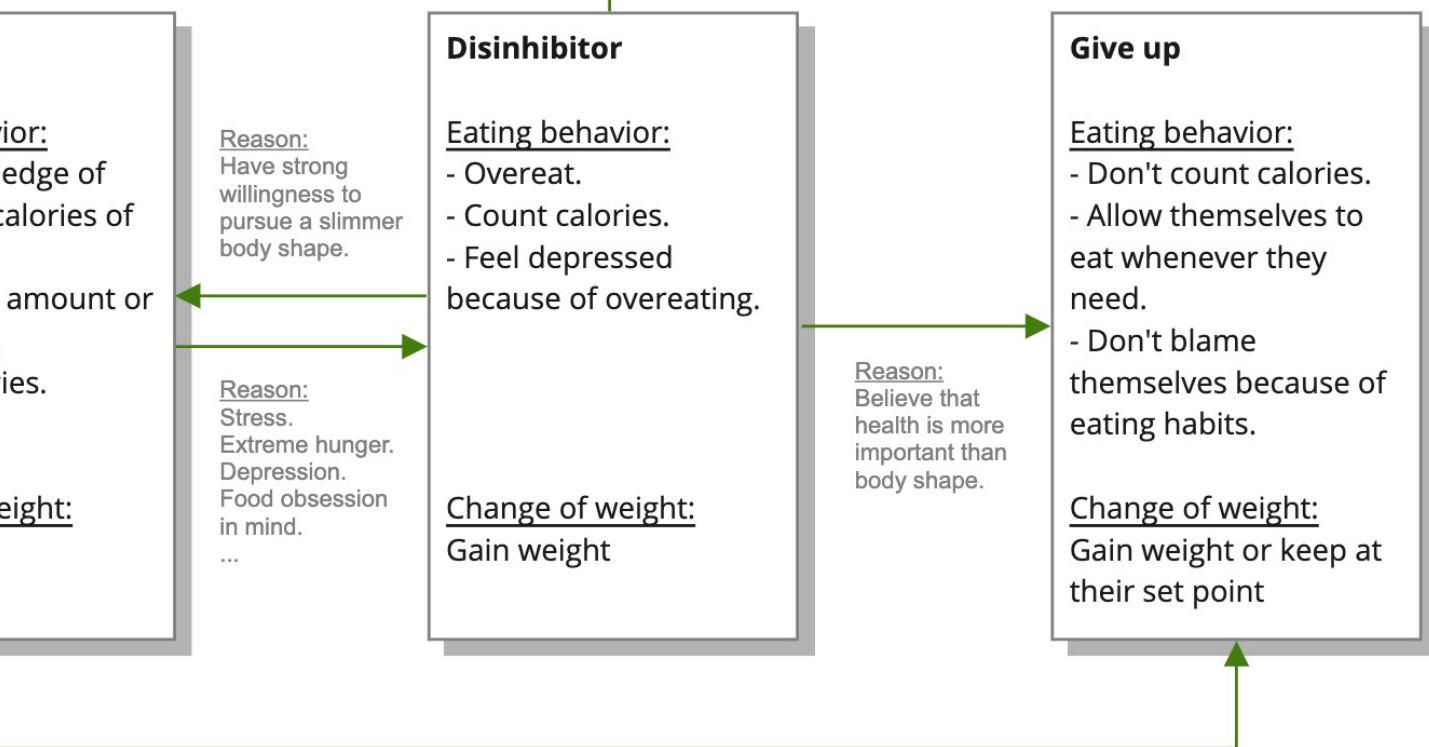 ior:
edge of
calories of
amount or
ies.
eight:
Reason:
Have strong
willingness to
pursue a slimmer
body shape.
Reason:
Stress.
Extreme hunger.
Depression.
Food obsession
in mind.
...
Disinhibitor
Eating behavior:
- Overeat.
- Count calories.
- Feel depressed
because of overeating.
Change of weight:
Gain weight
Reason:
Believe that
health is more
important than
body shape.
Give up
Eating behavior:
- Don't count calories.
- Allow themselves to
eat whenever they
need.
- Don't blame
themselves because of
eating habits.
Change of weight:
Gain weight or keep at
their set point